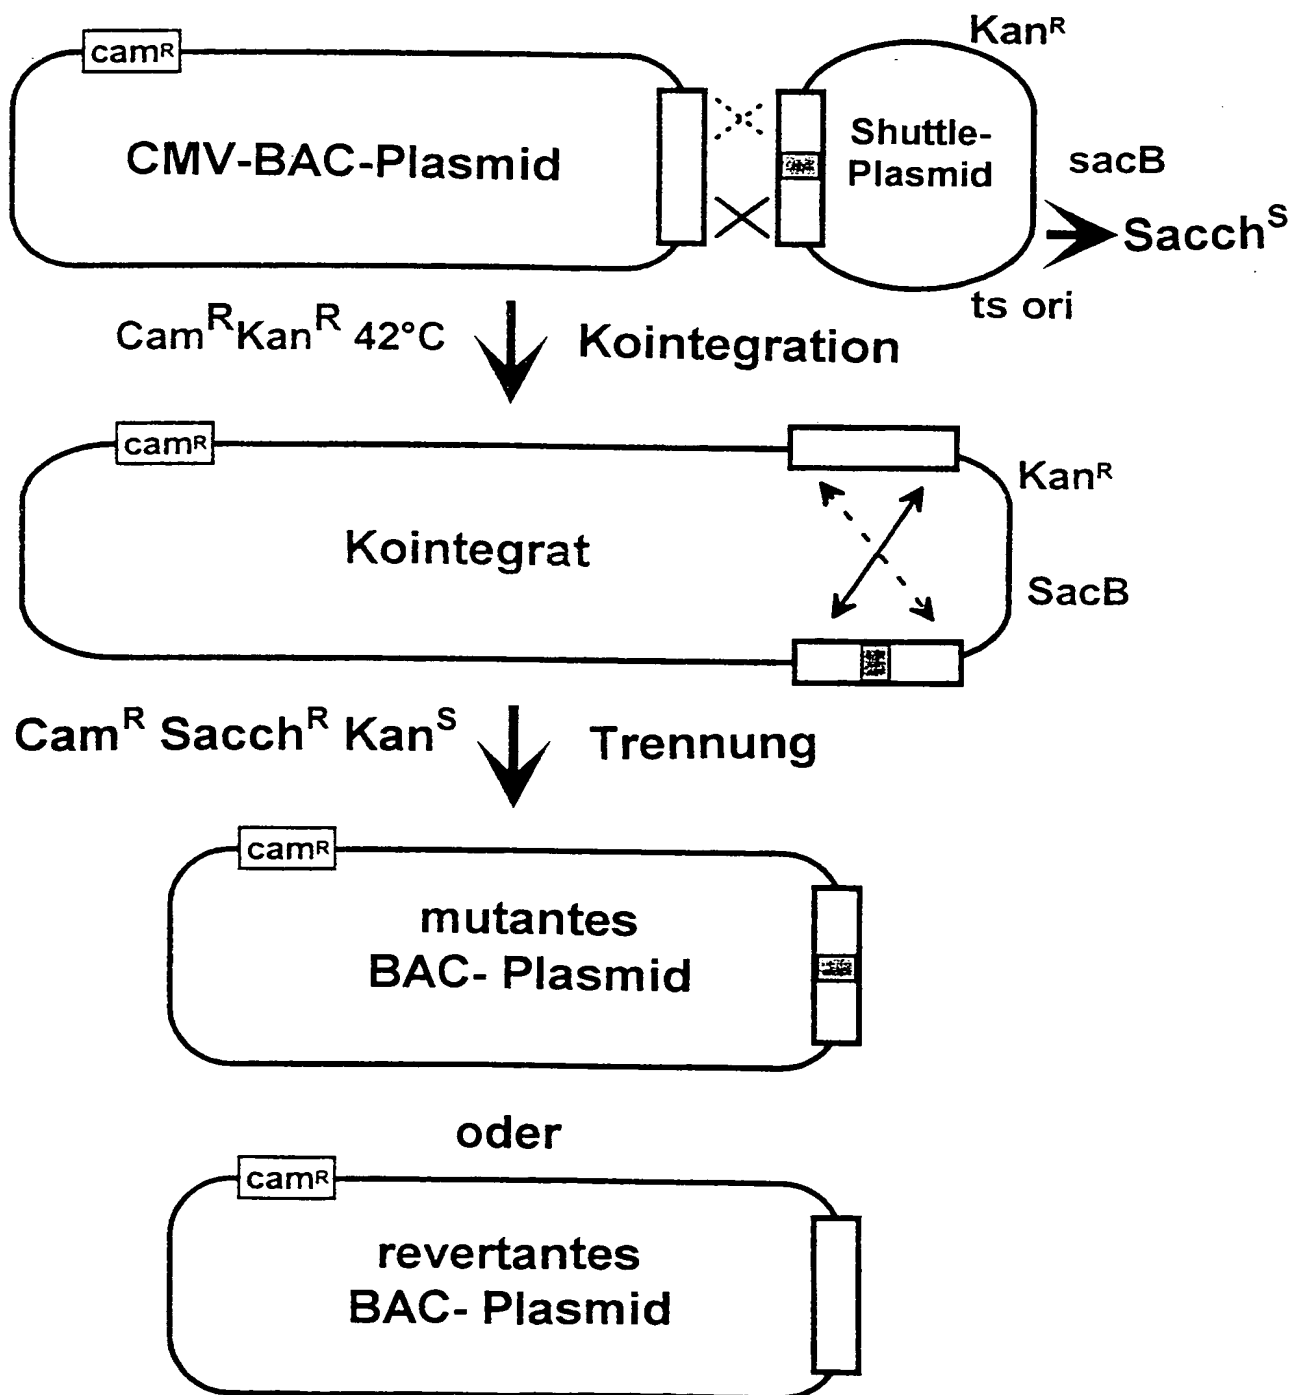 camR
KanR
CMV-BAC-Plasmid
Shuttle-
Plasmid
sacB
SacchS
ts ori
CamRKanR 42°C
Kointegration
camR
KanR
Kointegrat
SacB
CamR SacchR KanS
Trennung
camR
mutantes
BAC- Plasmid
oder
camR
revertantes
BAC- Plasmid